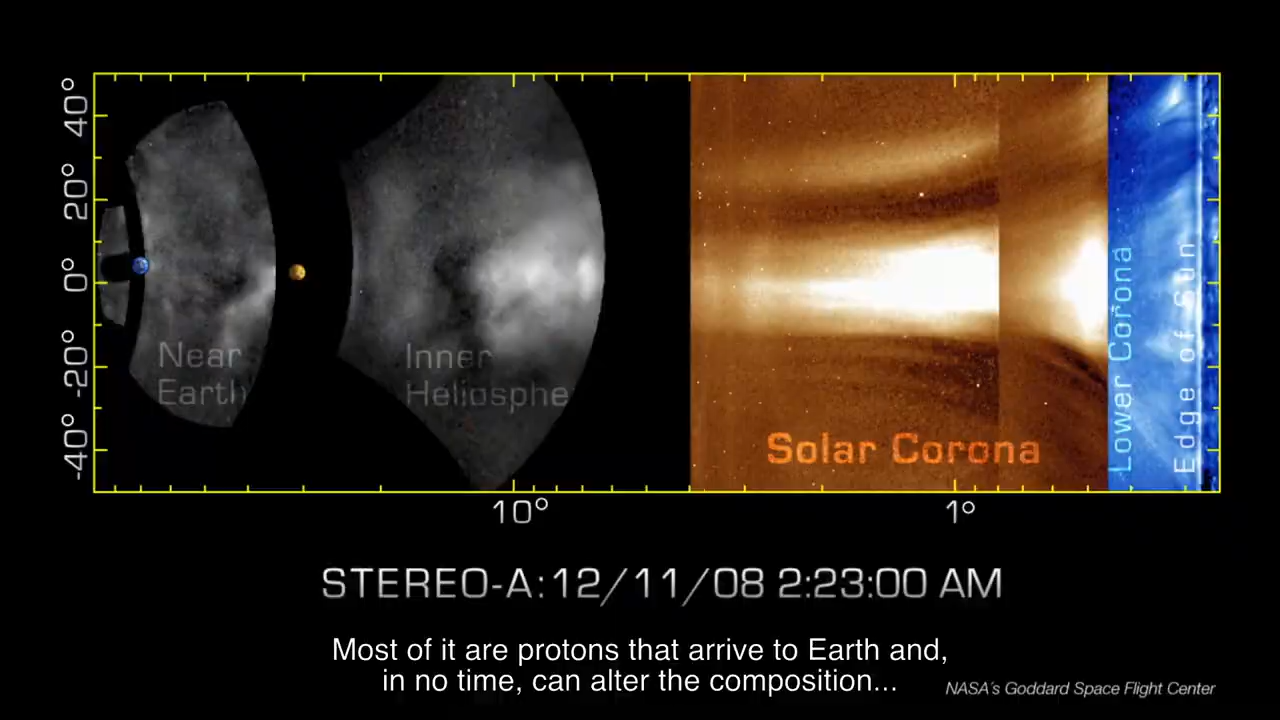 40°
20°
0°
-20°
-40°
Near
Earth
Inner
Heliosphe
Solar Corona
Lower Corona
Edge of Sun
10°
1°
STEREO-A:12/11/08 2:23:00 AM
Most of it are protons that arrive to Earth and,
in no time, can alter the composition...
NASA´s Goddard Space Flight Center